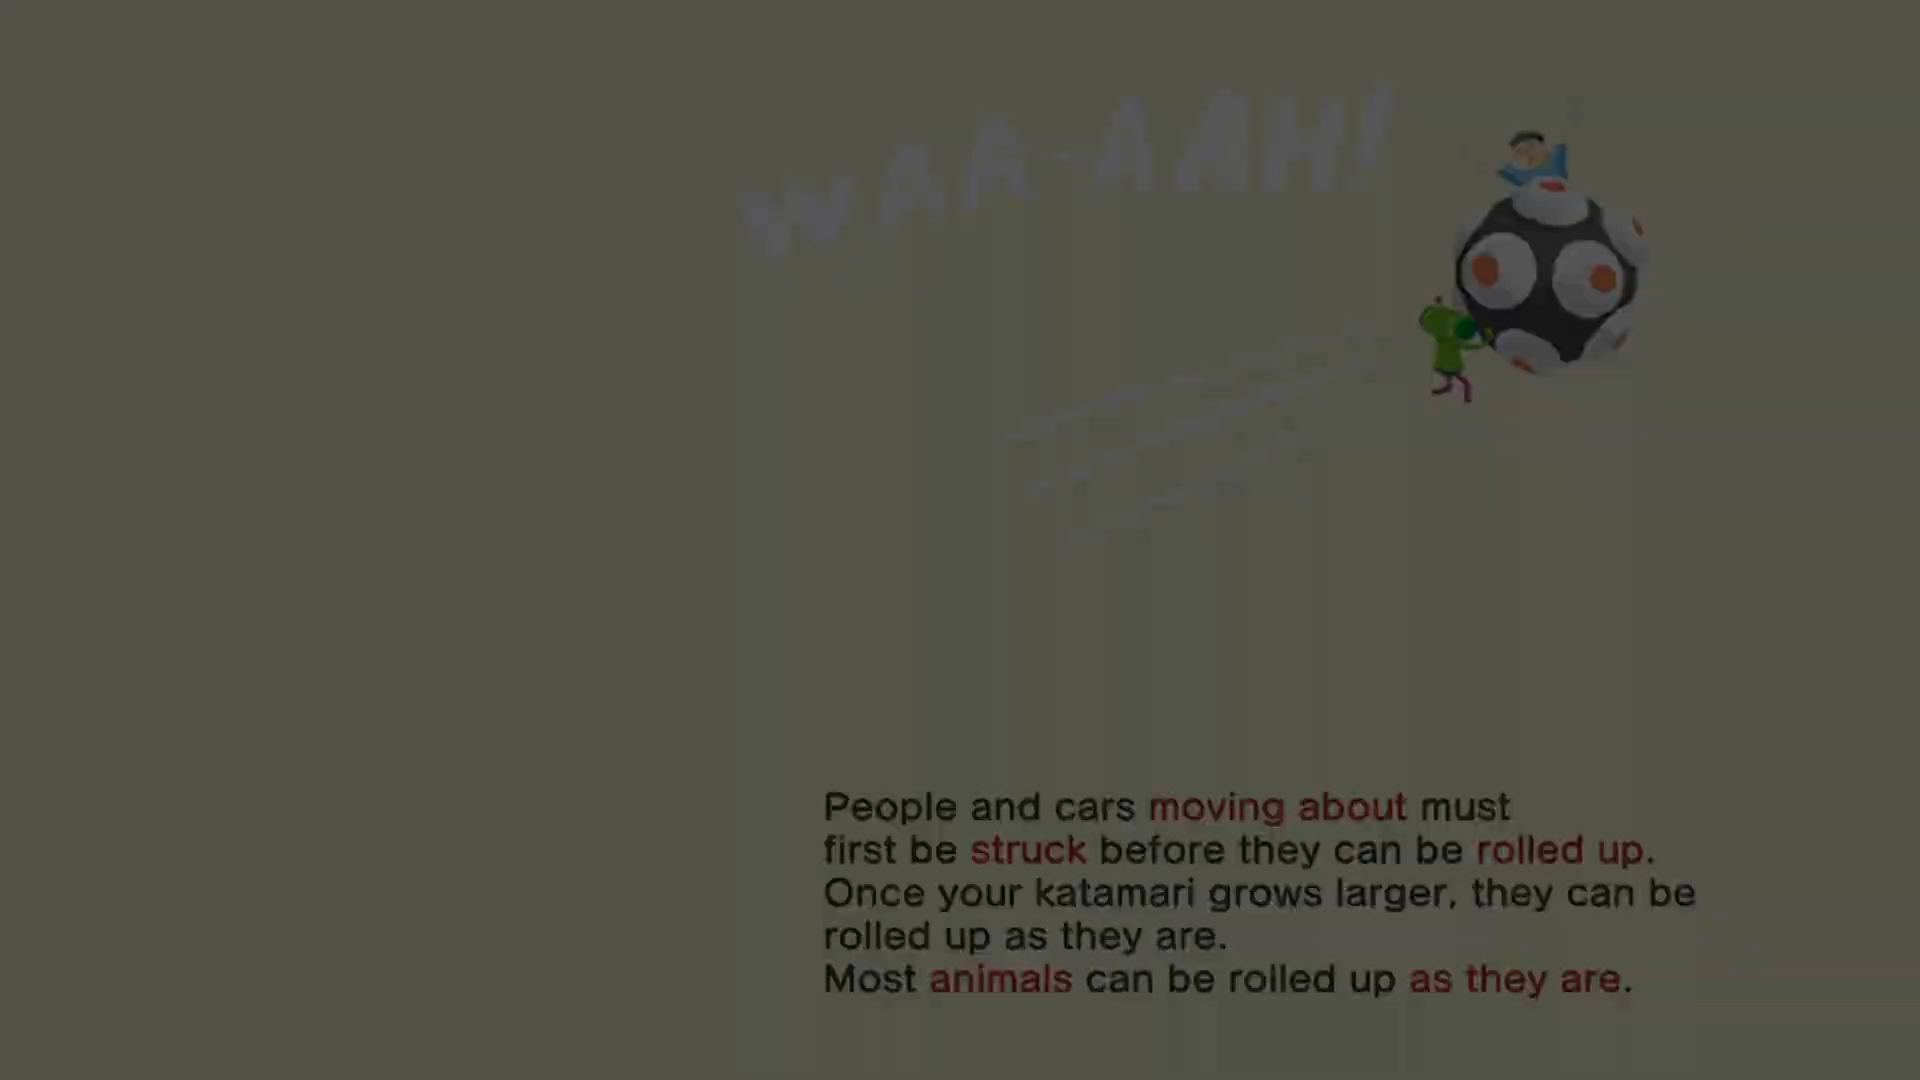 WAA-AAH!
People and cars moving about must
first be struck before they can be rolled up.
Once your katamari grows larger, they can be
rolled up as they are.
Most animals can be rolled up as they are.